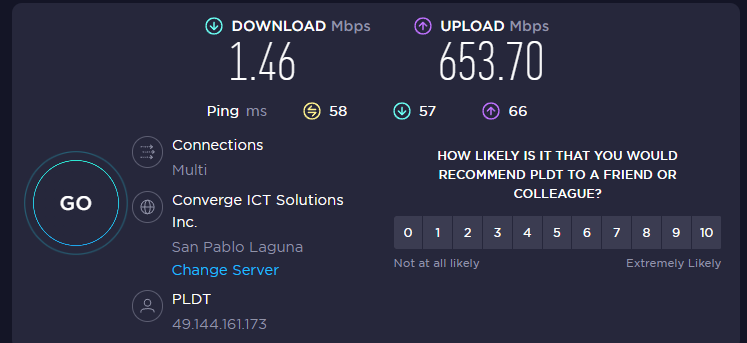 DOWNLOAD Mbps
1.46
UPLOAD Mbps
653.70
Ping ms 58 57 66
GO
Connections
Multi
Converge ICT Solutions
Inc.
San Pablo Laguna
Change Server
PLDT
49.144.161.173
HOW LIKELY IS IT THAT YOU WOULD
RECOMMEND PLDT TO A FRIEND OR
COLLEAGUE?
0 1 2 3 4 5 6 7 8 9 10
Not at all likely Extremely Likely